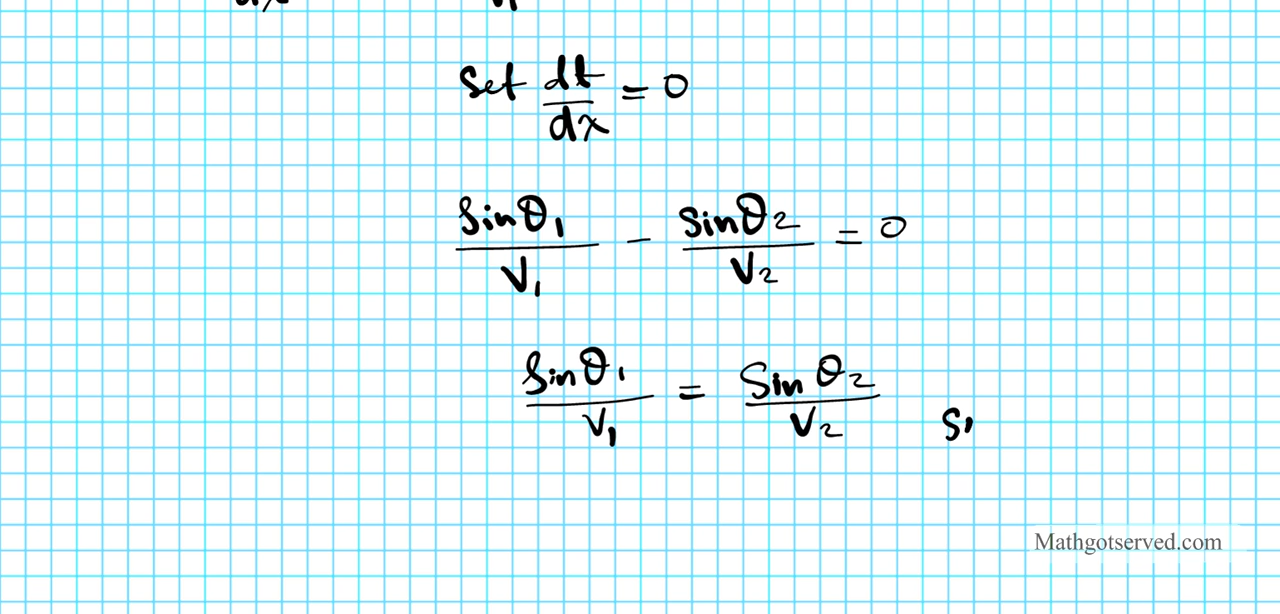 Set dt/dx = 0
sinθ₁/V₁ - sinθ₂/V₂ = 0
sinθ₁/V₁ = Sinθ₂/V₂
Mathgotserved.com